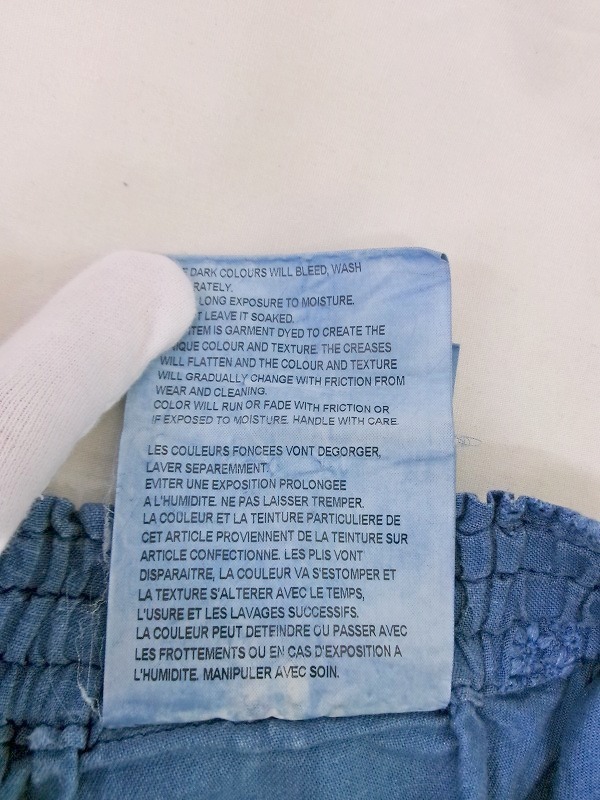 DARK COLOURS WILL BLEED, WASH
LONG EXPOSURE TO MOISTURE.
LEAVE IT SOAKED.
IS GARMENT DYED TO CREATE THE
COLOUR AND TEXTURE. THE CREASES
WILL FLATTEN AND THE COLOUR AND TEXTURE
WILL GRADUALLY CHANGE WITH FRICTION FROM
WEAR AND CLEANING.
COLOR WILL RUN OR FADE WITH FRICTION OR
IF EXPOSED TO MOISTURE. HANDLE WITH CARE.
LES COULEURS FONCEES VONT DEGORGER,
LAVER SEPAREMMENT.
EVITER UNE EXPOSITION PROLONGEE
A L'HUMIDITE. NE PAS LAISSER TREMPER.
LA COULEUR ET LA TEINTURE PARTICULIERE DE
CET ARTICLE PROVIENNENT DE LA TEINTURE SUR
ARTICLE CONFECTIONNE. LES PLIS VONT
DISPARAITRE, LA COULEUR VA S'ESTOMPER ET
LA TEXTURE S'ALTERER AVEC LE TEMPS,
L'USURE ET LES LAVAGES SUCCESSIFS.
LA COULEUR PEUT DETEINDRE OU PASSER AVEC
LES FROTTEMENTS OU EN CAS D'EXPOSITION A
L'HUMIDITE. MANIPULER AVEC SOIN.